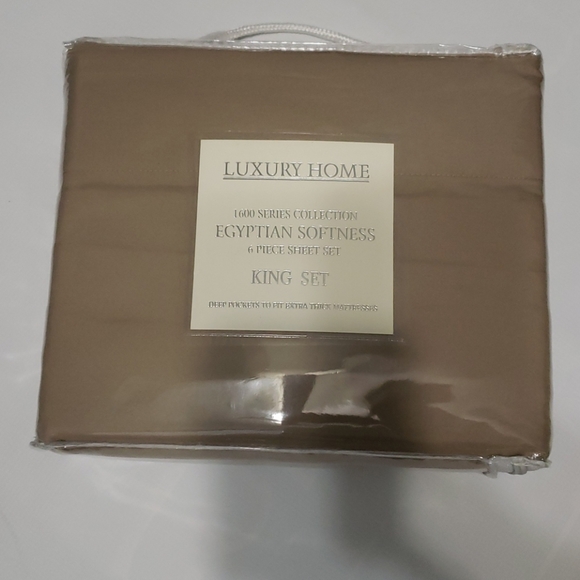 LUXURY HOME
1600 SERIES COLLECTION
EGYPTIAN SOFTNESS
6 PIECE SHEET SET
KING SET
DEEP POCKETS TO FIT EXTRA THICK MATTRESSES